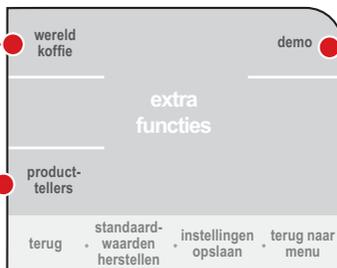 wereld
koffie
demo
extra
functies
product-
tellers
terug
standaard-
waarden
herstellen
instellingen
opslaan
terug naar
menu